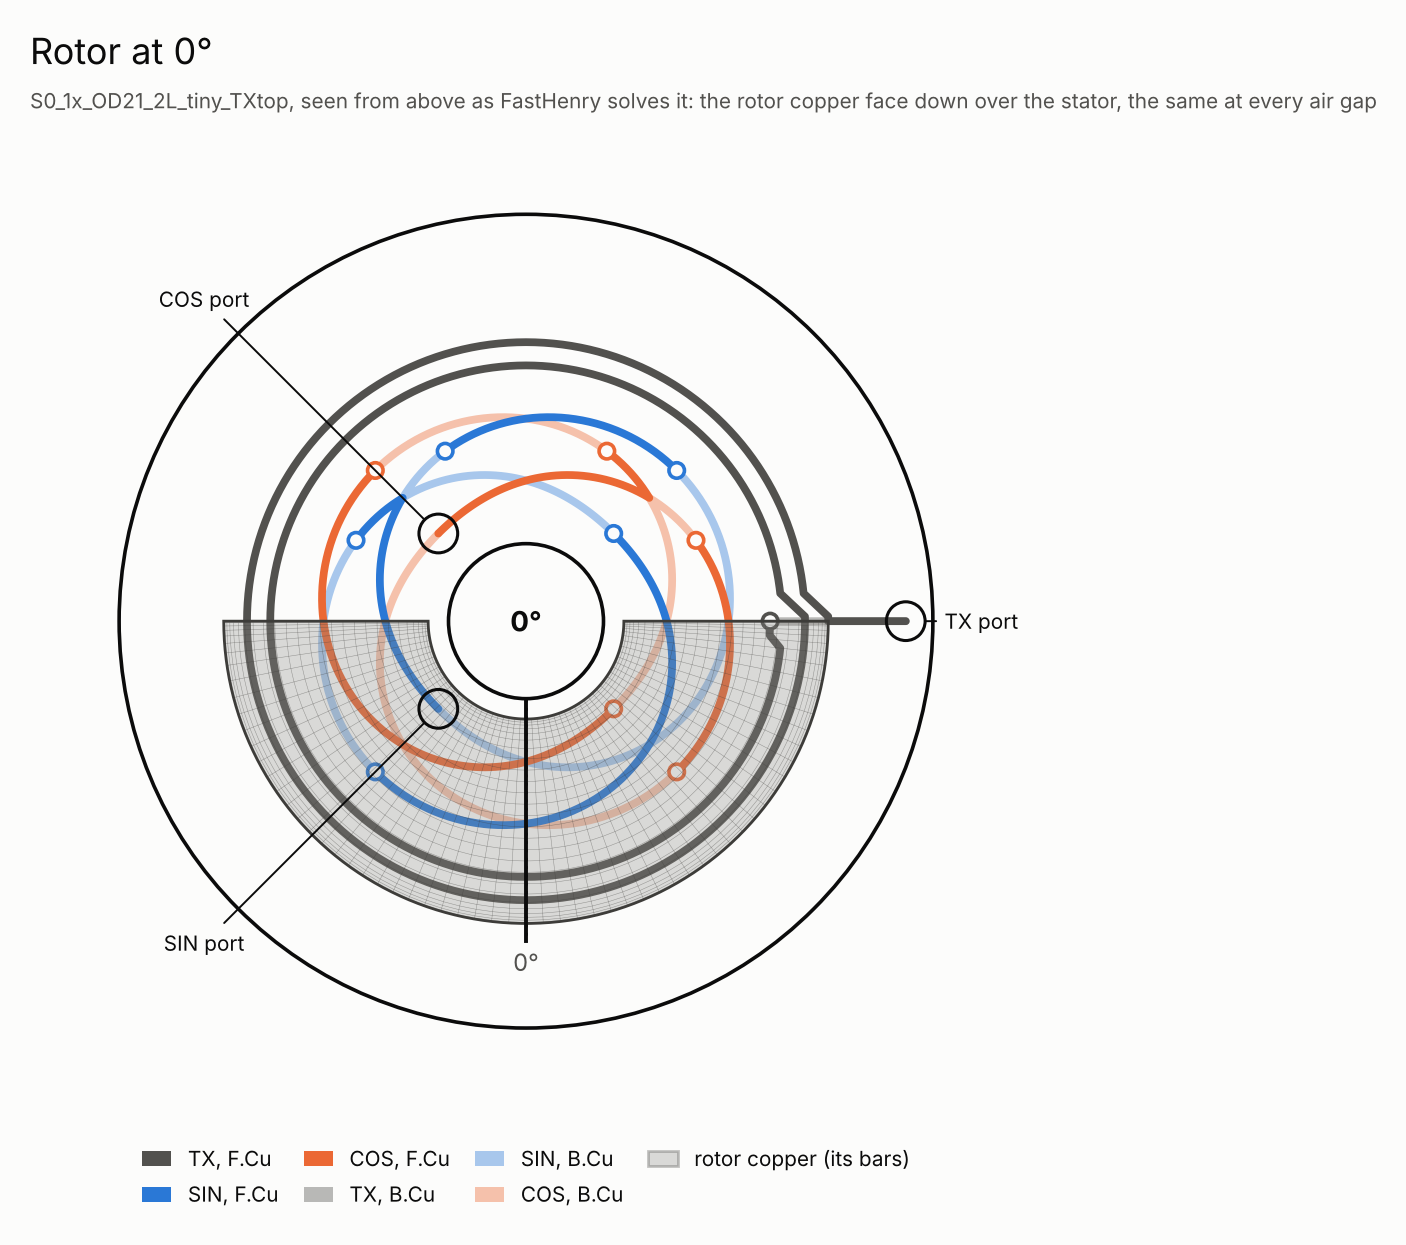 Rotor at 0°
S0_1x_OD21_2L_tiny_TXtop, seen from above as FastHenry solves it: the rotor copper face down over the stator, the same at every air gap
COS port
0°
TX port
SIN port
0°
TX, F.Cu
COS, F.Cu
SIN, B.Cu
rotor copper (its bars)
SIN, F.Cu
TX, B.Cu
COS, B.Cu